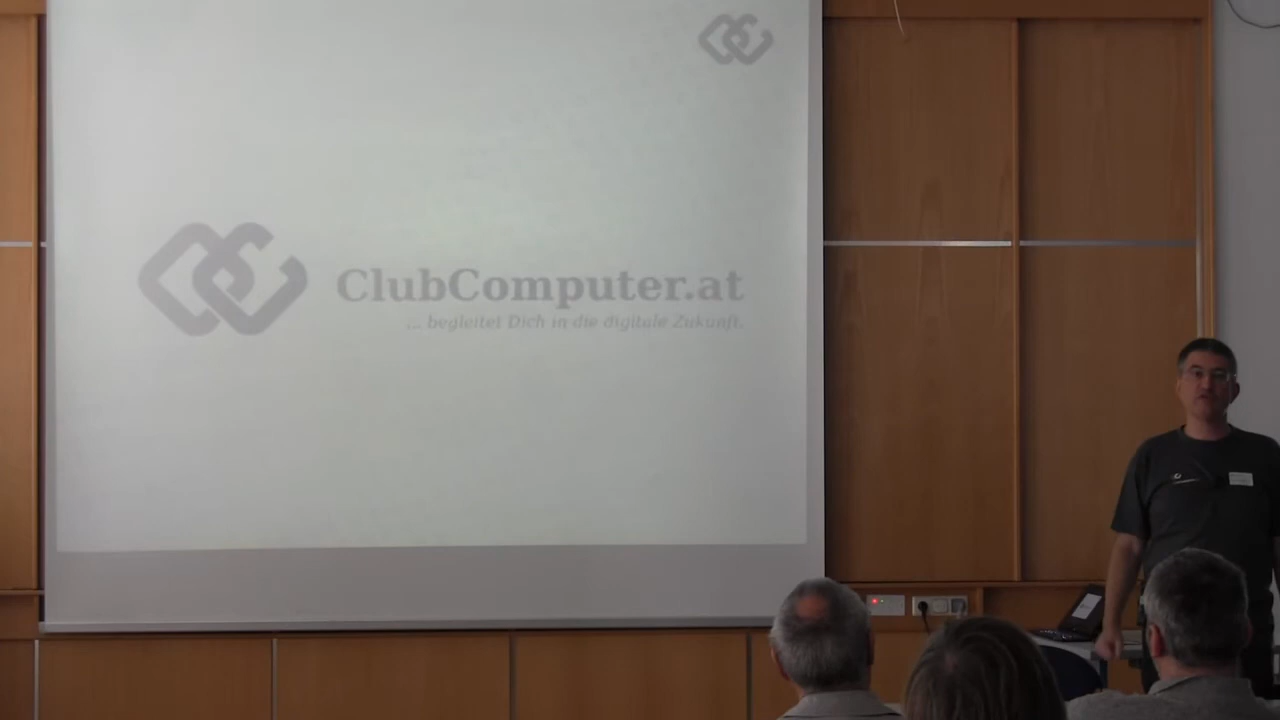 ClubComputer.at
... begleitet Dich in die digitale Zukunft.